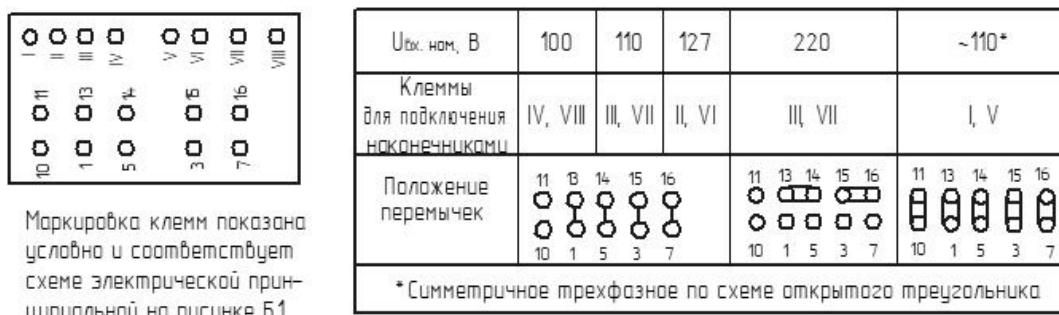 I II III IV V VI VII VIII
11 13 14 15 16
10 1 5 3 7
Маркировка клемм показана
условно и соответствует
схеме электрической прин-
ципиальной на рисунке Б.1
Uвх. ном, В 100 110 127 220 ~110*
Клеммы
для подключения IV, VIII III, VII II, VI III, VII I, V
наконечниками
Положение
перемычек
11 13 14 15 16 11 13 14 15 16 11 13 14 15 16
10 1 5 3 7 10 1 5 3 7 10 1 5 3 7
*Симметричное трехфазное по схеме открытого треугольника